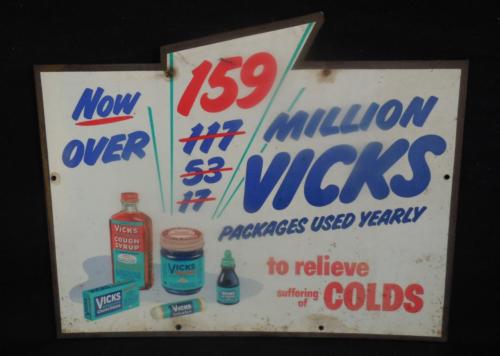 159
Now
117
OVER
53
17
MILLION
VICKS
PACKAGES USED YEARLY
to relieve
suffering of COLDS
VICKS
COUGH
SYRUP
VICKS
VICKS
VICKS
VICKS